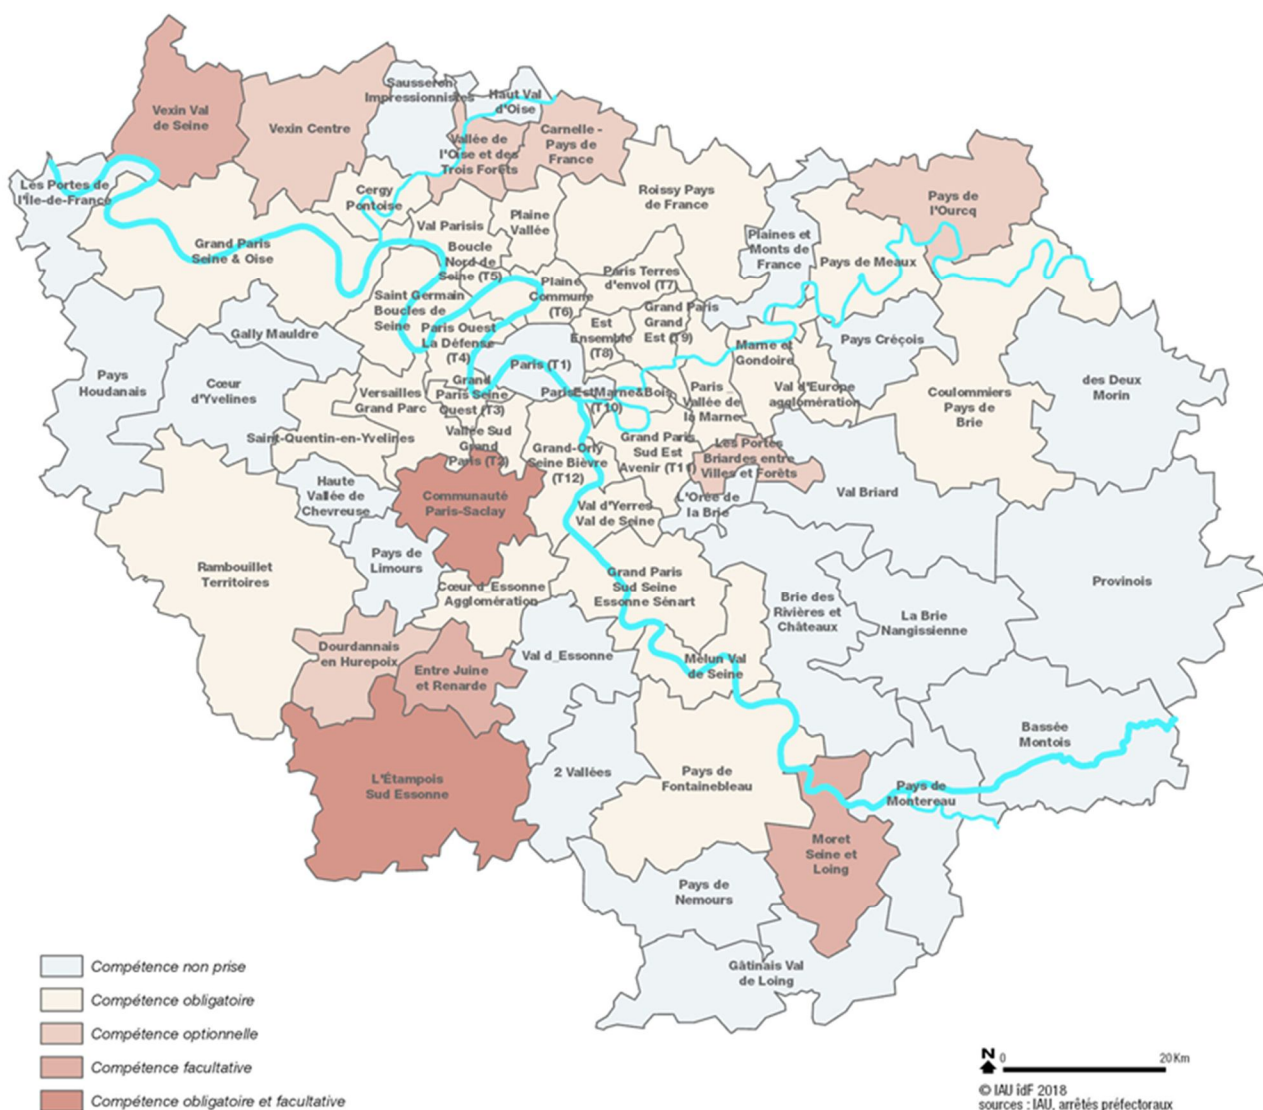 Vexin Val
de Seine
Vexin Centre
Sausseron
Impressionnistes
Haut Val
d'Oise
Vallée de
l'Oise et des
Trois Forêts
Carnelle -
Pays de
France
Les Portes de
l'Île-de-France
Cergy
Pontoise
Roissy Pays
de France
Pays de
l'Ourcq
Grand Paris
Seine & Oise
Val Parisis
Plaine
Vallée
Plaines et
Monts de
France
Pays de Meaux
Boucle
Nord de
Seine (T5)
Paris Terres
d'envol (T7)
Saint Germain
Boucles de
Seine
Plaine
Commune
(T6)
Grand Paris
Grand
Est (T9)
Gally Mauldre
Paris Ouest
La Défense
(T4)
Est
Ensemble
(T8)
Marne et
Gondoire
Pays Créçois
Paris (T1)
Pays
Houdanais
Cœur
d'Yvelines
Versailles
Grand Parc
Grand
Paris Seine
Ouest (T3)
ParisEstMarne&Bois
(T10)
Paris
Vallée de
la Marne
Val d'Europe
agglomération
Coulommiers
Pays de
Brie
des Deux
Morin
Saint-Quentin-en-Yvelines
Vallée Sud
Grand
Paris (T2)
Grand-Orly
Seine Bièvre
(T12)
Grand Paris
Sud Est
Avenir (T11)
Les Portes
Briardes entre
Villes et Forêts
Haute
Vallée de
Chevreuse
Communauté
Paris-Saclay
Val d'Yerres
Val de Seine
L'Orée de
la Brie
Val Briard
Rambouillet
Territoires
Pays de
Limours
Cœur d_Essonne
Agglomération
Grand Paris
Sud Seine
Essonne Sénart
Brie des
Rivières et
Châteaux
La Brie
Nangissienne
Provinois
Dourdannais
en Hurepoix
Entre Juine
et Renarde
Val d_Essonne
Melun Val
de Seine
L'Étampois
Sud Essonne
2 Vallées
Pays de
Fontainebleau
Bassée
Montois
Pays de
Montereau
Moret
Seine et
Loing
Pays de
Nemours
Gâtinais Val
de Loing
Compétence non prise
Compétence obligatoire
Compétence optionnelle
Compétence facultative
Compétence obligatoire et facultative
N
0 20 Km
© IAU îdF 2018
sources : IAU, arrêtés préfectoraux